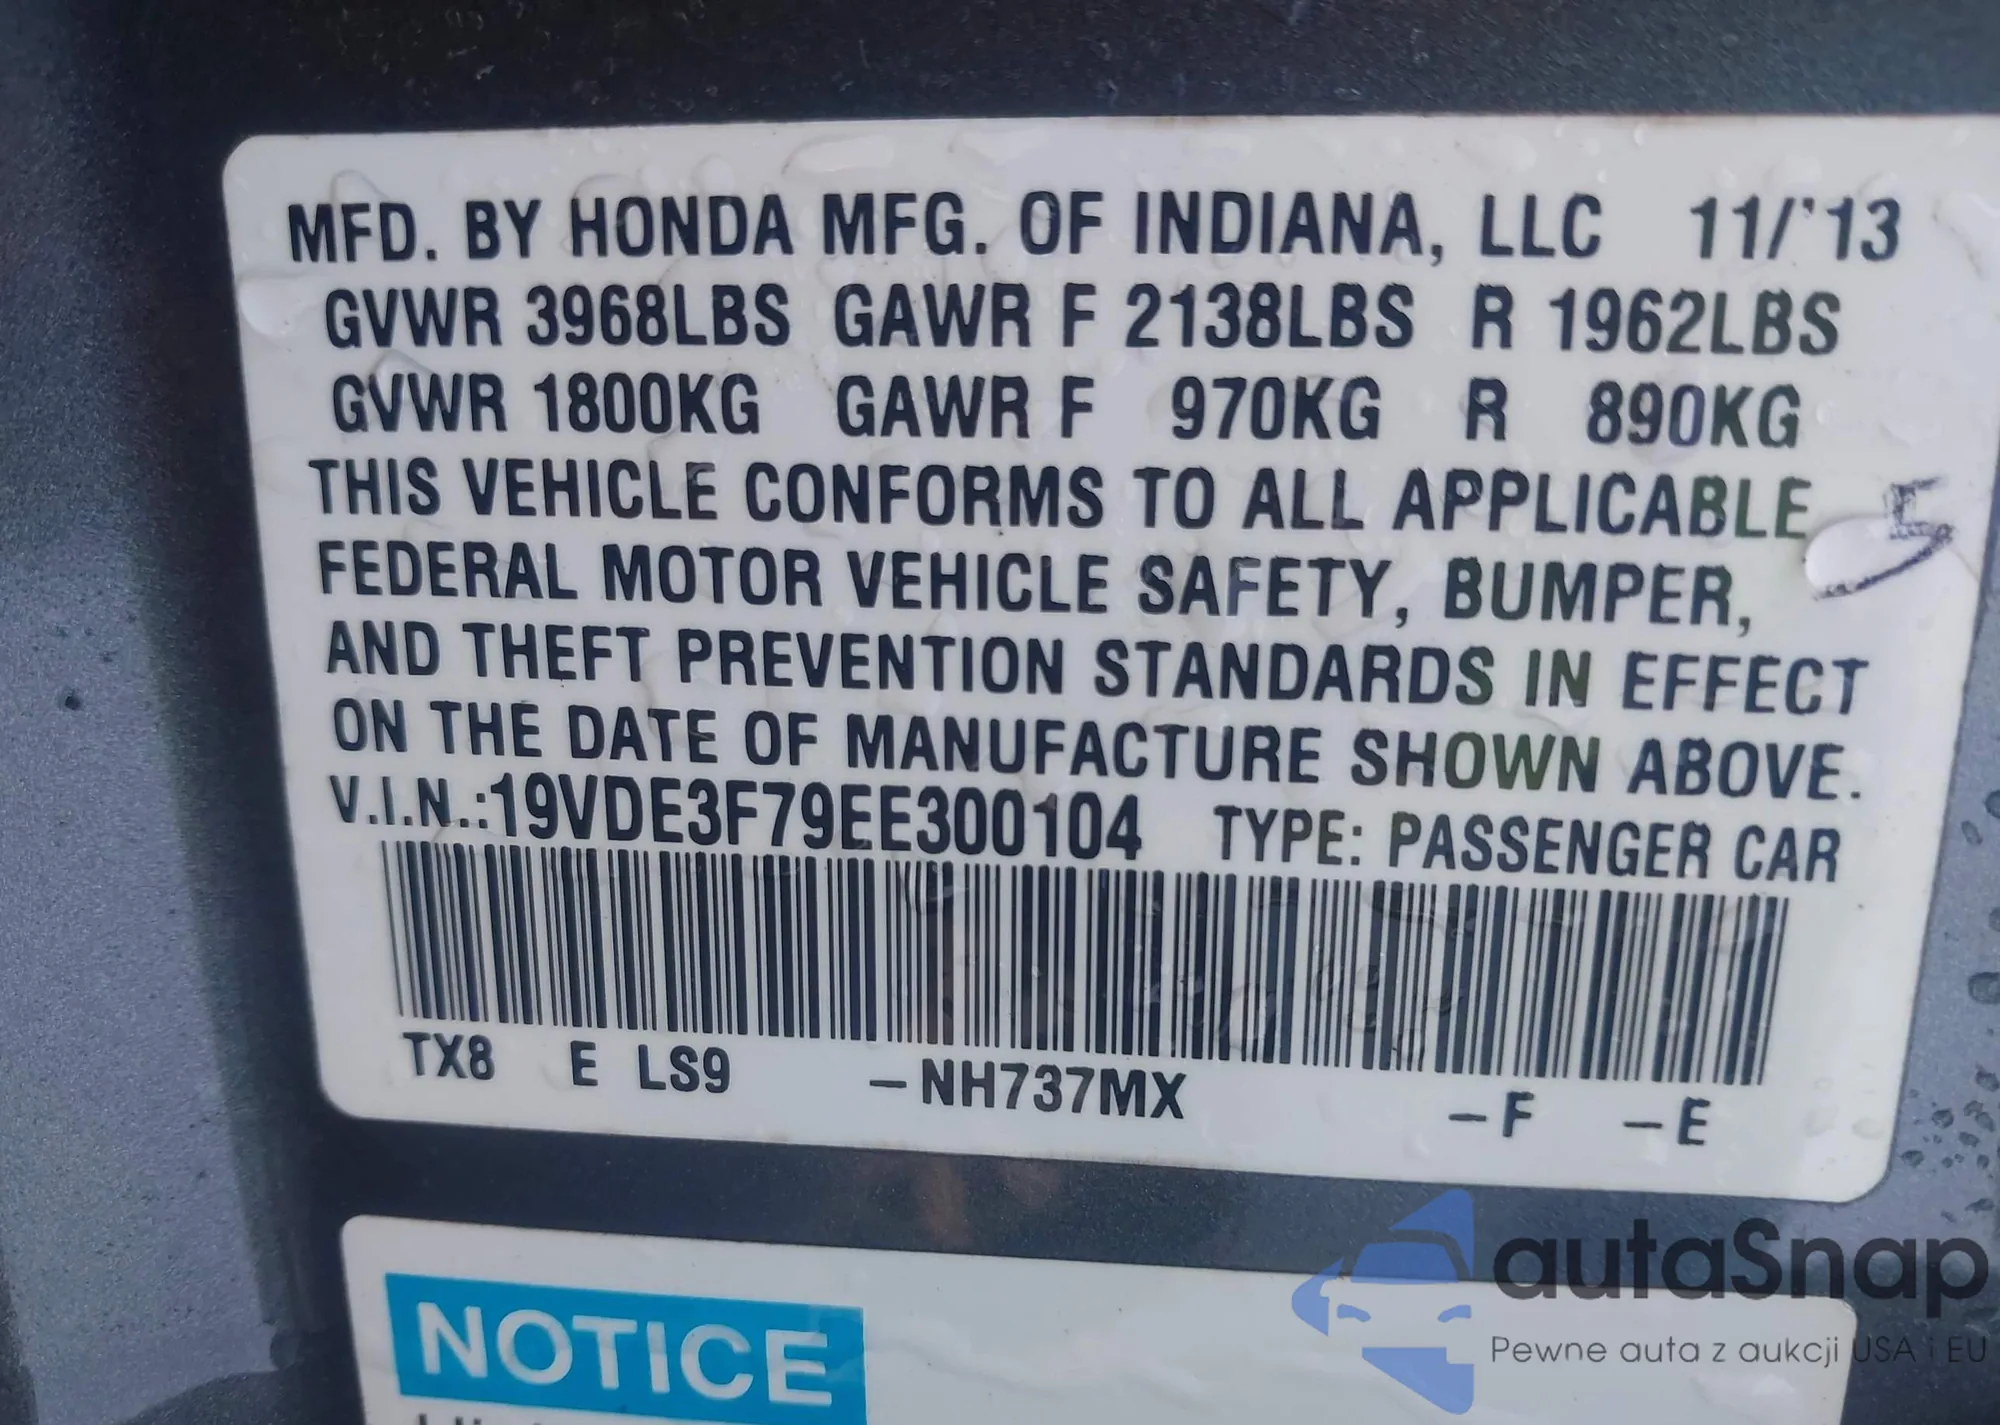 MFD. BY HONDA MFG. OF INDIANA, LLC 11/'13
GVWR 3968LBS GAWR F 2138LBS R 1962LBS
GVWR 1800KG GAWR F 970KG R 890KG
THIS VEHICLE CONFORMS TO ALL APPLICABLE
5
FEDERAL MOTOR VEHICLE SAFETY, BUMPER,
AND THEFT PREVENTION STANDARDS IN EFFECT
ON THE DATE OF MANUFACTURE SHOWN ABOVE.
V.I.N.:19VDE3F79EE300104 TYPE: PASSENGER CAR
TX8 E LS9 –NH737MX –F –E
NOTICE
autaSnap
Pewne auta z aukcji USA i EU